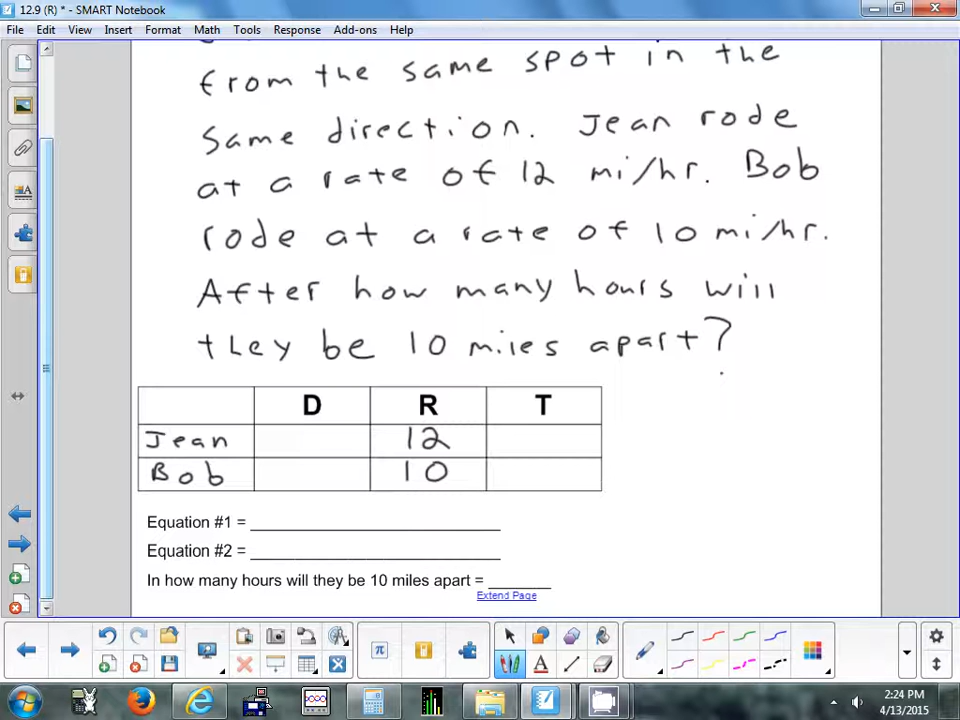 12.9 (R) * - SMART Notebook
File Edit View Insert Format Math Tools Response Add-ons Help
from the same spot in the
same direction. Jean rode
at a rate of 12 mi/hr. Bob
rode at a rate of 10 mi/hr.
After how many hours will
they be 10 miles apart?
D R T
Jean 12
Bob 10
Equation #1 = ____________________
Equation #2 = ____________________
In how many hours will they be 10 miles apart = _______
Extend Page
2:24 PM
4/13/2015